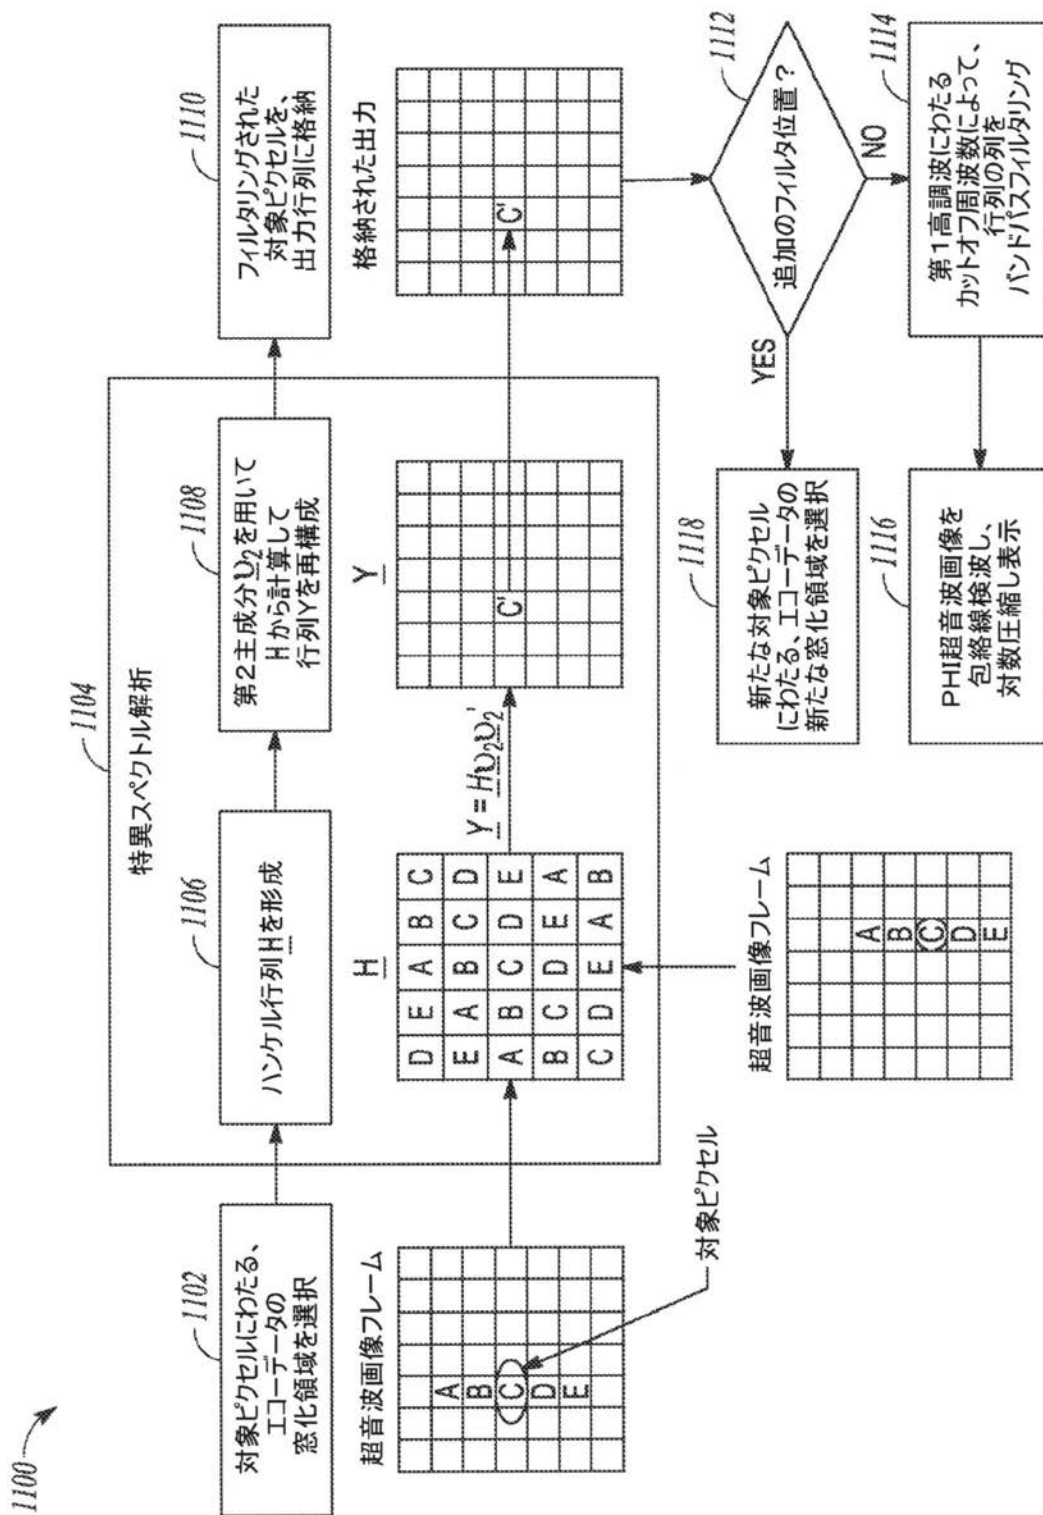 1100
1102
対象ピクセルにわたる、
エコーデータの
窓化領域を選択
1104
特異スペクトル解析
1106
ハンケル行列Hを形成
1108
第2主成分υ2を用いて
Hから計算して
行列Yを再構成
1110
フィルタリングされた
対象ピクセルを、
出力行列に格納
超音波画像フレーム
A
B
C
D
E
対象ピクセル
H
D E A B C
E A B C D
A B C D E
B C D E A
C D E A B
Y = Hυ2υ2'
Y
C'
格納された出力
C'
超音波画像フレーム
A
B
C
D
E
1112
追加のフィルタ位置?
YES
NO
1118
新たな対象ピクセル
にわたる、エコーデータの
新たな窓化領域を選択
1114
第1高調波にわたる
カットオフ周波数によって、
行列の列を
バンドパスフィルタリング
1116
PHI超音波画像を
包絡線検波し、
対数圧縮し表示